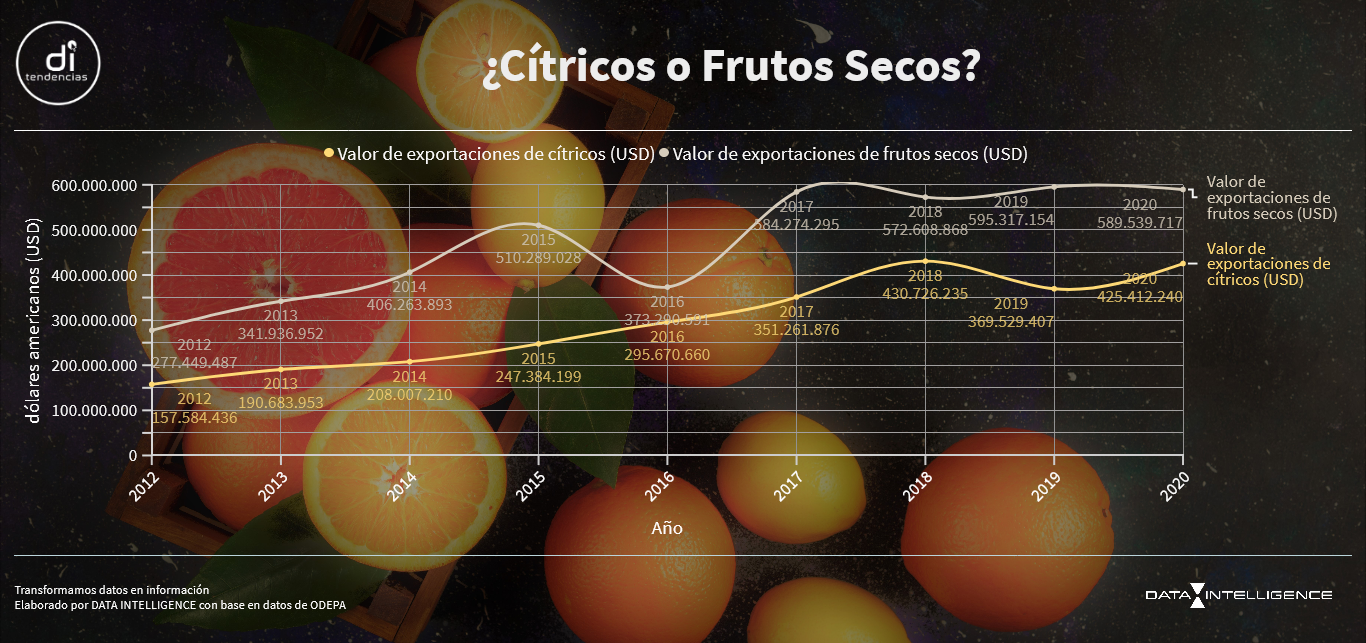 di
tendencias
¿Cítricos o Frutos Secos?
Valor de exportaciones de cítricos (USD) Valor de exportaciones de frutos secos (USD)
dólares americanos (USD)
600.000.000
500.000.000
400.000.000
300.000.000
200.000.000
100.000.000
0
2012
277.449.487
2013
341.936.952
2014
406.263.893
2015
510.289.028
2016
373.290.591
2017
584.274.295
2018
572.608.868
2019
595.317.154
2020
589.539.717
2012
157.584.436
2013
190.683.953
2014
208.007.210
2015
247.384.199
2016
295.670.660
2017
351.261.876
2018
430.726.235
2019
369.529.407
2020
425.412.240
Valor de
exportaciones de
frutos secos (USD)
Valor de
exportaciones de
cítricos (USD)
2012 2013 2014 2015 2016 2017 2018 2019 2020
Año
Transformamos datos en información
Elaborado por DATA INTELLIGENCE con base en datos de ODEPA
DATA INTELLIGENCE